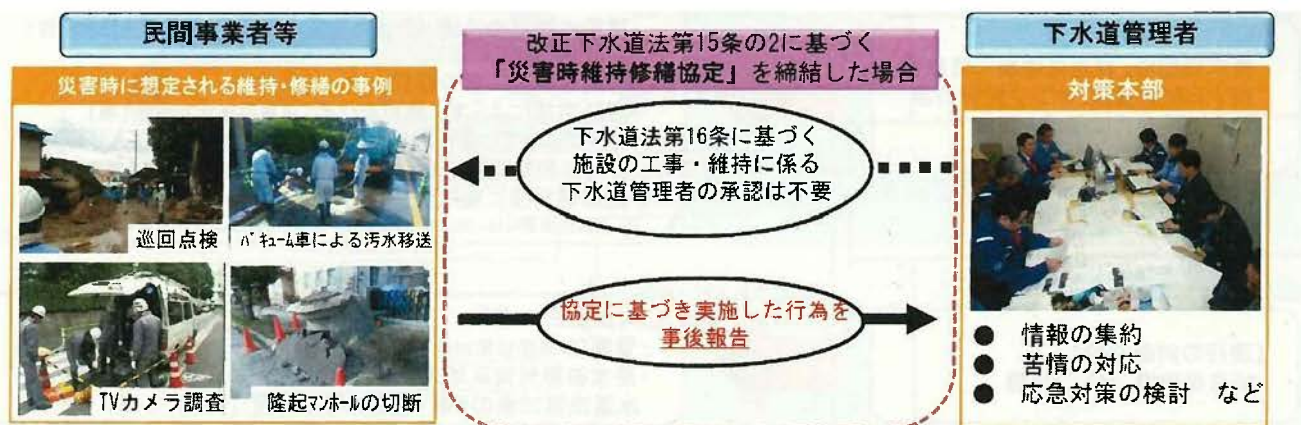 民間事業者等
災害時に想定される維持・修繕の事例
巡回点検
バキューム車による汚水移送
TVカメラ調査
隆起マンホールの切断
改正下水道法第15条の2に基づく
「災害時維持修繕協定」を締結した場合
下水道法第16条に基づく
施設の工事・維持に係る
下水道管理者の承認は不要
協定に基づき実施した行為を
事後報告
下水道管理者
対策本部
● 情報の集約
● 苦情の対応
● 応急対策の検討 など